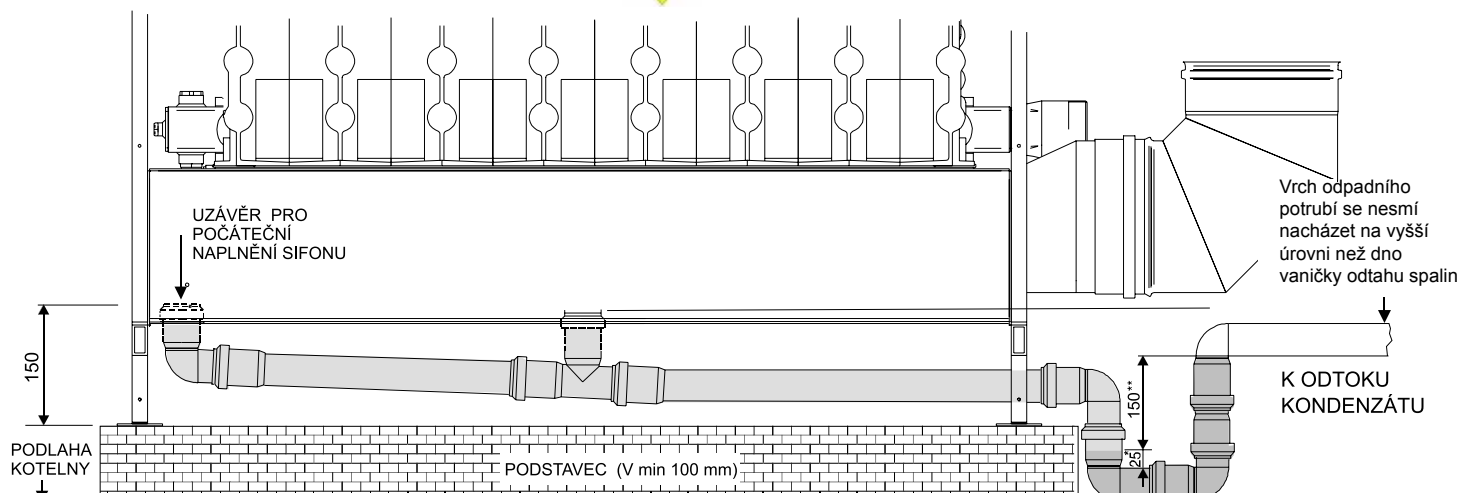 UZÁVĚR PRO
POČÁTEČNÍ
NAPLNĚNÍ SIFONU
Vrch odpadního
potrubí se nesmí
nacházet na vyšší
úrovni než dno
vaničky odtahu spalin
150
150**
25*
K ODTOKU
KONDENZÁTU
PODLAHA
KOTELNY
PODSTAVEC (V min 100 mm)